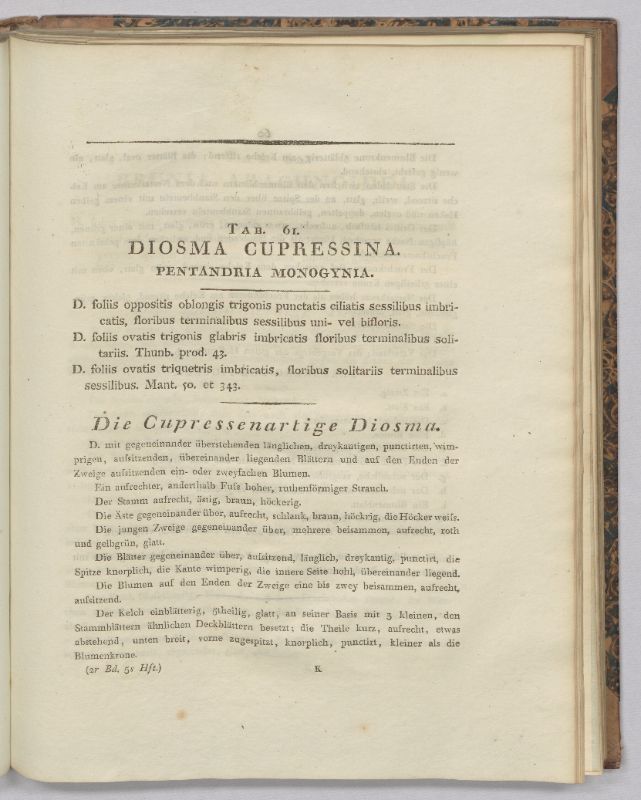 TAB. 61.
DIOSMA CUPRESSINA.
PENTANDRIA MONOGYNIA.
D. foliis oppositis oblongis trigonis punctatis ciliatis sessilibus imbri-
catis, floribus terminalibus sessilibus uni- vel bifloris.
D. foliis ovatis trigonis glabris imbricatis floribus terminalibus soli-
tariis. Thunb. prod. 43.
D. foliis ovatis triquetris imbricatis, floribus solitariis terminalibus
sessilibus. Mant. 50. et 343.
Die Cupressenartige Diosma.
D. mit gegeneinander überstehenden länglichen, dreykantigen, punctirten, wim-
prigen, aufsitzenden, übereinander liegenden Blättern und auf den Enden der
Zweige aufsitzenden ein- oder zweyfachen Blumen.
Ein aufrechter, anderthalb Fuſs hoher, ruthenförmiger Strauch.
Der Stamm aufrecht, ästig, braun, höckerig.
Die Äste gegeneinander über, aufrecht, schlank, braun, höckrig, die Höcker weiſs.
Die jungen Zweige gegeneinander über, mehrere beisammen, aufrecht, roth
und gelbgrün, glatt.
Die Blätter gegeneinander über, aufsitzend, länglich, dreykantig, punctirt, die
Spitze knorplich, die Kante wimperig, die innere Seite hohl, übereinander liegend.
Die Blumen auf den Enden der Zweige eine bis zwey beisammen, aufrecht,
aufsitzend.
Der Kelch einblätterig, 5theilig, glatt, an seiner Basis mit 3 kleinen, den
Stammblättern ähnlichen Deckblättern besetzt; die Theile kurz, aufrecht, etwas
abstehend, unten breit, vorne zugespitzt, knorplich, punctirt, kleiner als die
Blumenkrone.
(2r Bd, 5s Hft.) K